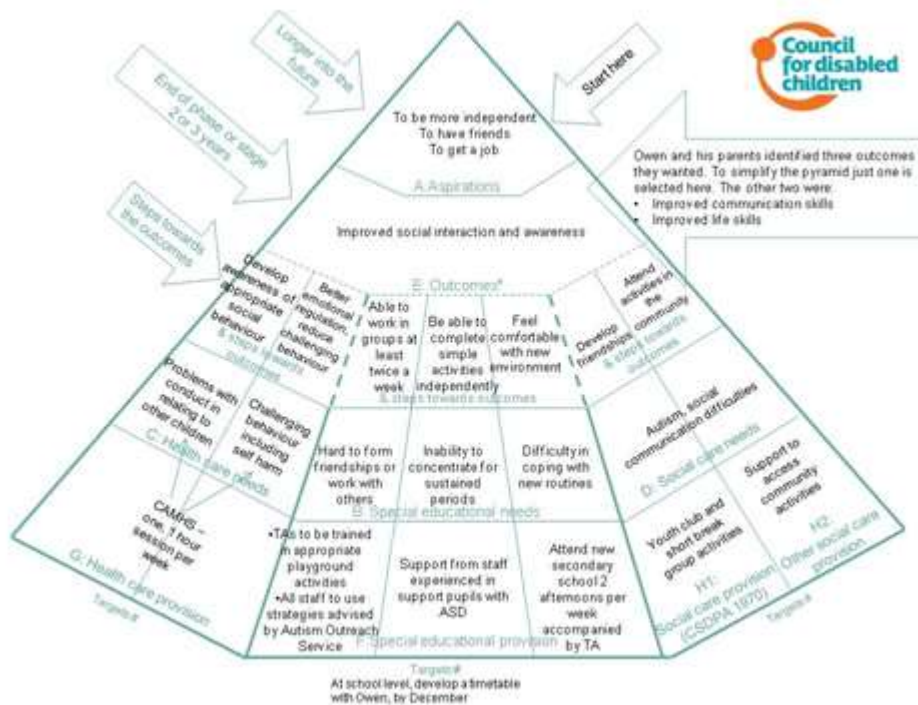 Longer into the
future
End of phase or stage
2 or 3 years
Steps towards
the outcomes
Start here
Council
for disabled
children
To be more independent
To have friends
To get a job
A Aspirations
Owen and his parents identified three outcomes
they wanted. To simplify the pyramid just one is
selected here. The other two were:
• Improved communication skills
• Improved life skills
Improved social interaction and awareness
E: Outcomes*
Develop
awareness of
appropriate
social
behaviour
Better
emotional
regulation,
reduce
challenging
behaviour
& steps towards
outcomes
Able to
work in
groups at
least
twice a
week
Be able to
complete
simple
activities
independently
Feel
comfortable
with new
environment
& steps towards outcomes
Develop
friendships
Attend
activities in
the
community
& steps towards
outcomes
Problems with
conduct in
relating to
other children
Challenging
behaviour
including
self harm
C: Health care needs
Hard to form
friendships or
work with
others
Inability to
concentrate for
sustained
periods
Difficulty in
coping with
new routines
B: Special educational needs
Autism, social
communication difficulties
D: Social care needs
CAMHS –
one, 1 hour
session per
week
G: Health care provision
Targets#
•TAs to be trained
in appropriate
playground
activities
•All staff to use
strategies advised
by Autism Outreach
Service
Support from staff
experienced in
support pupils with
ASD
Attend new
secondary school 2
afternoons per
week
accompanied
by TA
F: Special educational provision
Youth club and
short break
group activities
H1:
Social care provision
(CSDPA 1970)
Support to
access
community
activities
H2:
Other social care
provision
Targets#
Targets#
At school level, develop a timetable
with Owen, by December